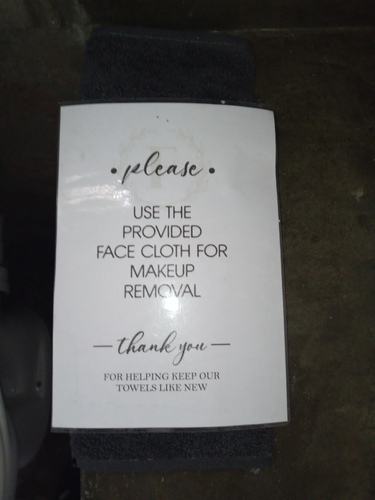 • please •
USE THE
PROVIDED
FACE CLOTH FOR
MAKEUP
REMOVAL
— thank you —
FOR HELPING KEEP OUR
TOWELS LIKE NEW